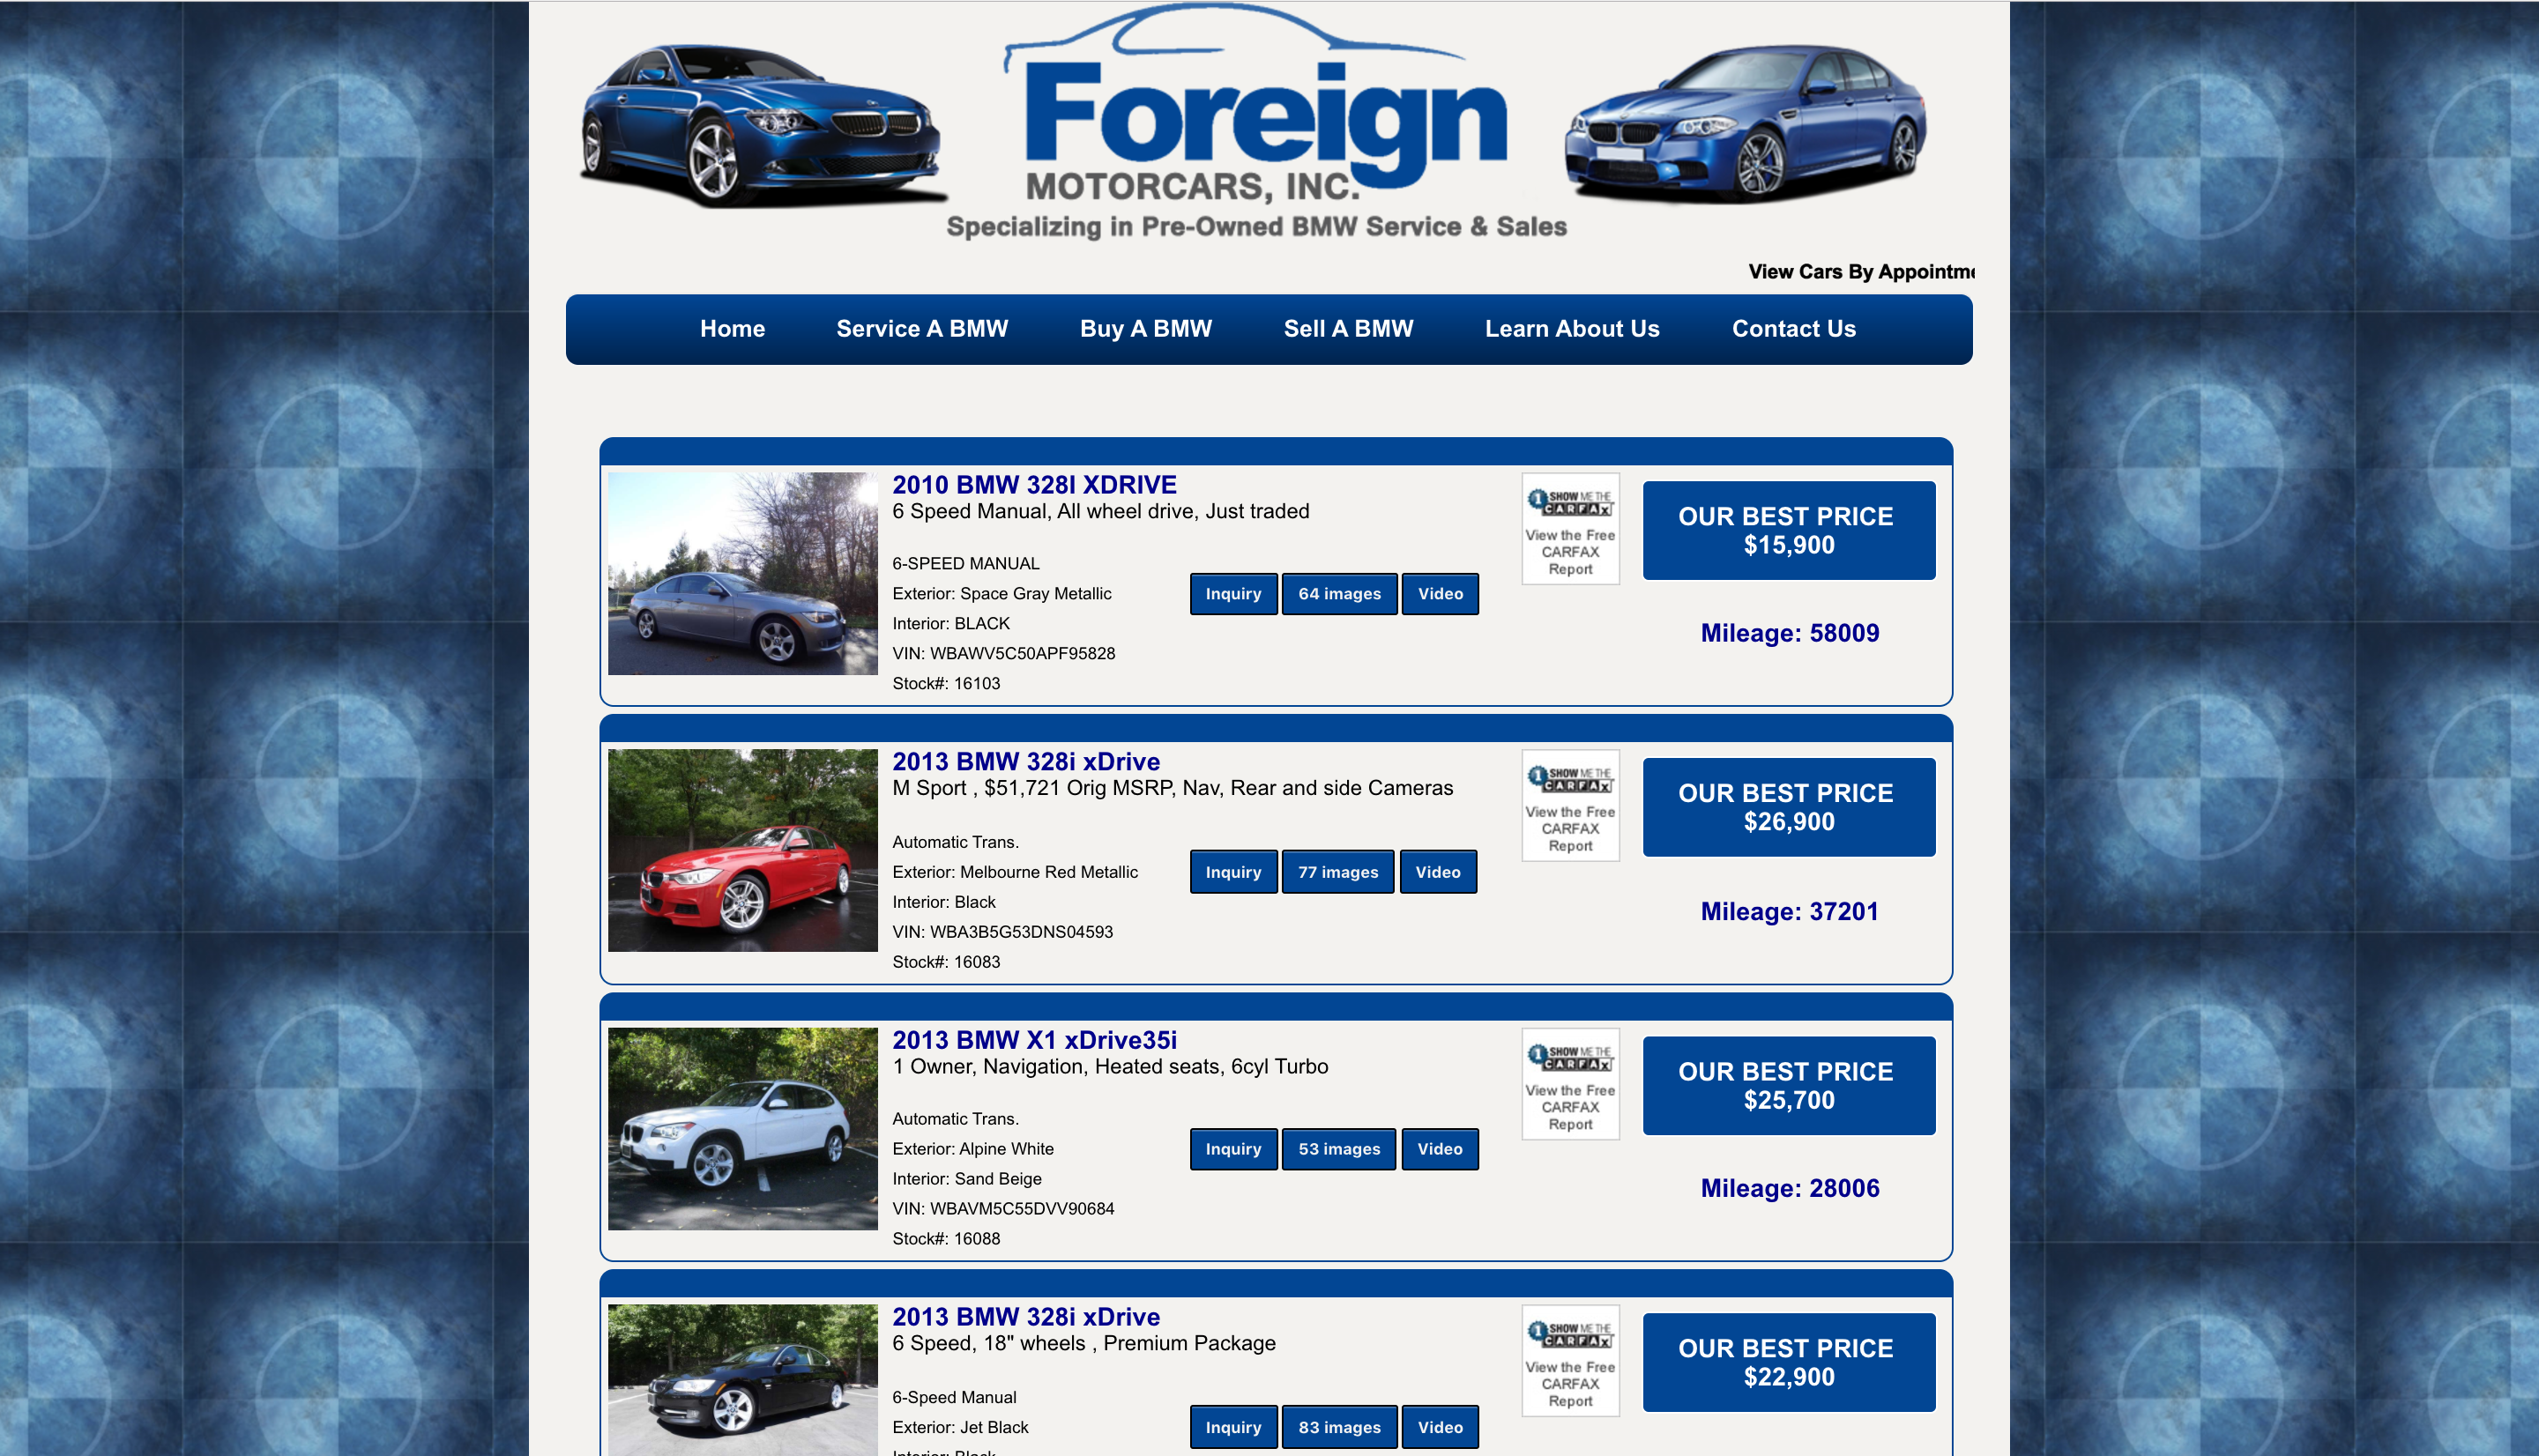 Foreign
MOTORCARS, INC.
Specializing in Pre-Owned BMW Service & Sales
View Cars By Appointme
Home Service A BMW Buy A BMW Sell A BMW Learn About Us Contact Us
2010 BMW 328I XDRIVE
6 Speed Manual, All wheel drive, Just traded
6-SPEED MANUAL
Exterior: Space Gray Metallic
Interior: BLACK
VIN: WBAWV5C50APF95828
Stock#: 16103
Inquiry 64 images Video
1 SHOW ME THE
CARFAX
View the Free
CARFAX
Report
OUR BEST PRICE
$15,900
Mileage: 58009
2013 BMW 328i xDrive
M Sport , $51,721 Orig MSRP, Nav, Rear and side Cameras
Automatic Trans.
Exterior: Melbourne Red Metallic
Interior: Black
VIN: WBA3B5G53DNS04593
Stock#: 16083
Inquiry 77 images Video
1 SHOW ME THE
CARFAX
View the Free
CARFAX
Report
OUR BEST PRICE
$26,900
Mileage: 37201
2013 BMW X1 xDrive35i
1 Owner, Navigation, Heated seats, 6cyl Turbo
Automatic Trans.
Exterior: Alpine White
Interior: Sand Beige
VIN: WBAVM5C55DVV90684
Stock#: 16088
Inquiry 53 images Video
1 SHOW ME THE
CARFAX
View the Free
CARFAX
Report
OUR BEST PRICE
$25,700
Mileage: 28006
2013 BMW 328i xDrive
6 Speed, 18" wheels , Premium Package
6-Speed Manual
Exterior: Jet Black
Interior: Black
Inquiry 83 images Video
1 SHOW ME THE
CARFAX
View the Free
CARFAX
Report
OUR BEST PRICE
$22,900